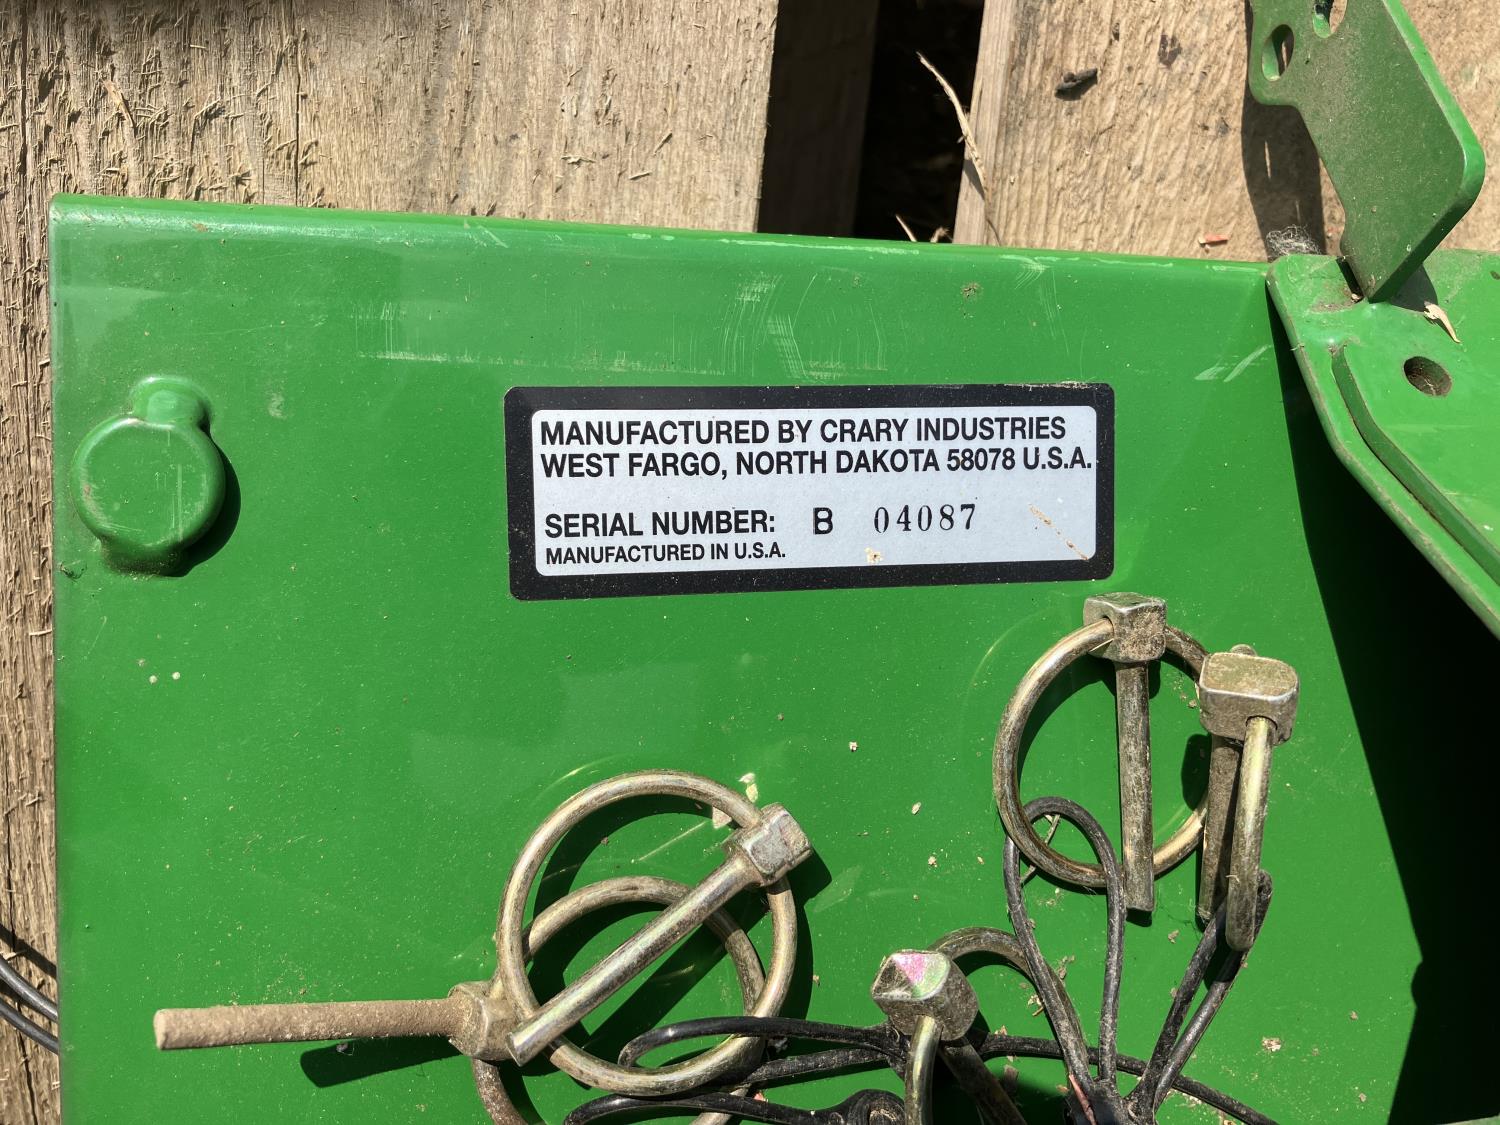 MANUFACTURED BY CRARY INDUSTRIES
WEST FARGO, NORTH DAKOTA 58078 U.S.A.
SERIAL NUMBER: B 04087
MANUFACTURED IN U.S.A.